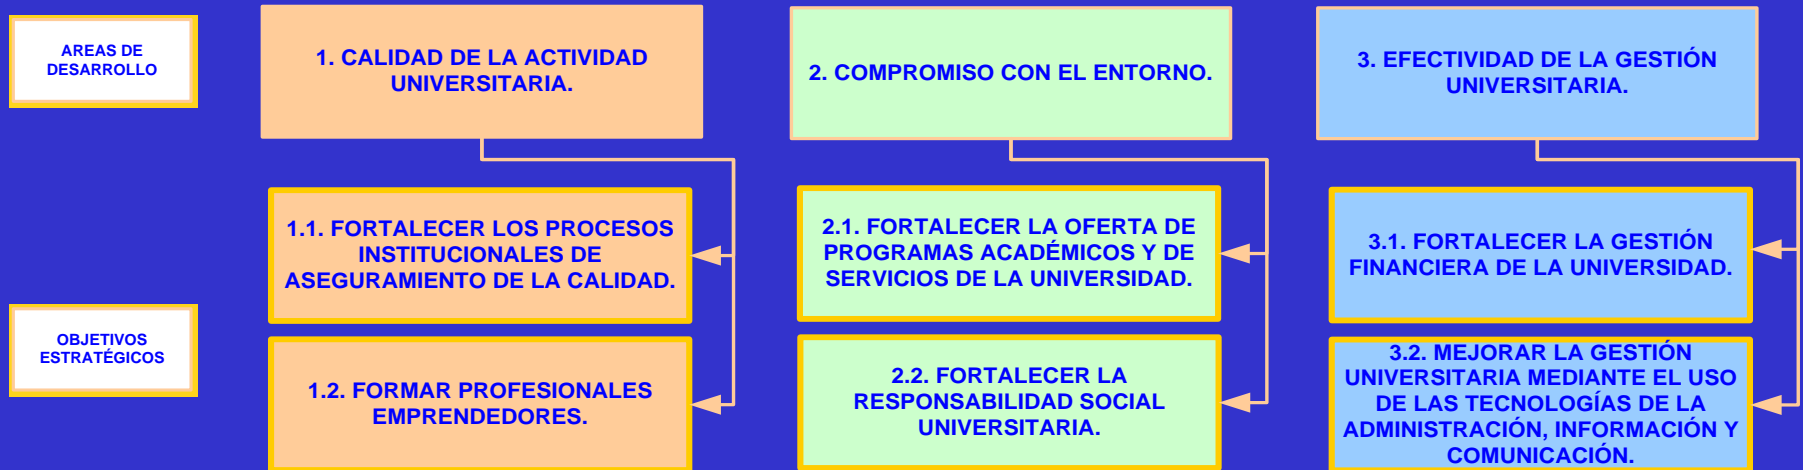 AREAS DE
DESARROLLO
1. CALIDAD DE LA ACTIVIDAD
UNIVERSITARIA.
2. COMPROMISO CON EL ENTORNO.
3. EFECTIVIDAD DE LA GESTIÓN
UNIVERSITARIA.
OBJETIVOS
ESTRATÉGICOS
1.1. FORTALECER LOS PROCESOS
INSTITUCIONALES DE
ASEGURAMIENTO DE LA CALIDAD.
2.1. FORTALECER LA OFERTA DE
PROGRAMAS ACADÉMICOS Y DE
SERVICIOS DE LA UNIVERSIDAD.
3.1. FORTALECER LA GESTIÓN
FINANCIERA DE LA UNIVERSIDAD.
1.2. FORMAR PROFESIONALES
EMPRENDEDORES.
2.2. FORTALECER LA
RESPONSABILIDAD SOCIAL
UNIVERSITARIA.
3.2. MEJORAR LA GESTIÓN
UNIVERSITARIA MEDIANTE EL USO
DE LAS TECNOLOGÍAS DE LA
ADMINISTRACIÓN, INFORMACIÓN Y
COMUNICACIÓN.